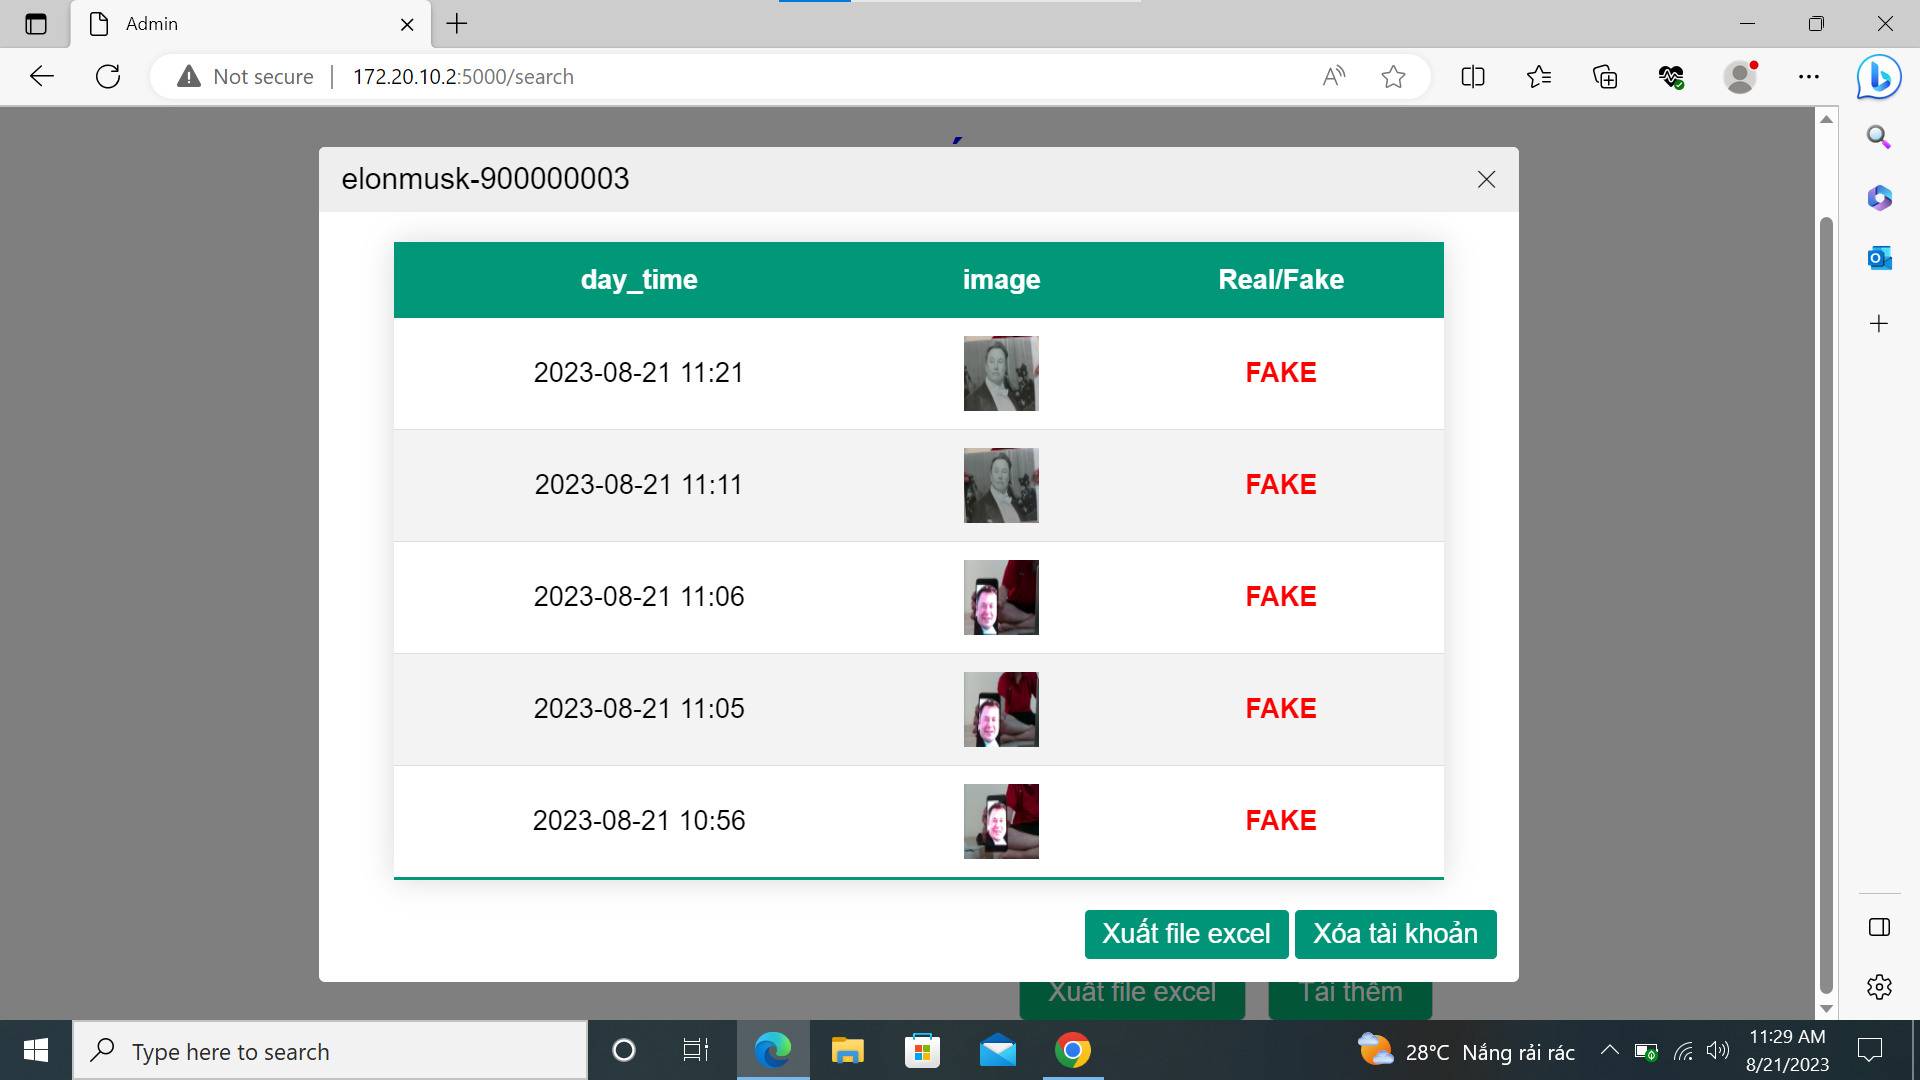 Admin
Not secure
172.20.10.2:5000/search
elonmusk-900000003
day_time image Real/Fake
2023-08-21 11:21 FAKE
2023-08-21 11:11 FAKE
2023-08-21 11:06 FAKE
2023-08-21 11:05 FAKE
2023-08-21 10:56 FAKE
Xuất file excel Xóa tài khoản
Xuất file excel Tải thêm
Type here to search
28°C Nắng rải rác
11:29 AM
8/21/2023